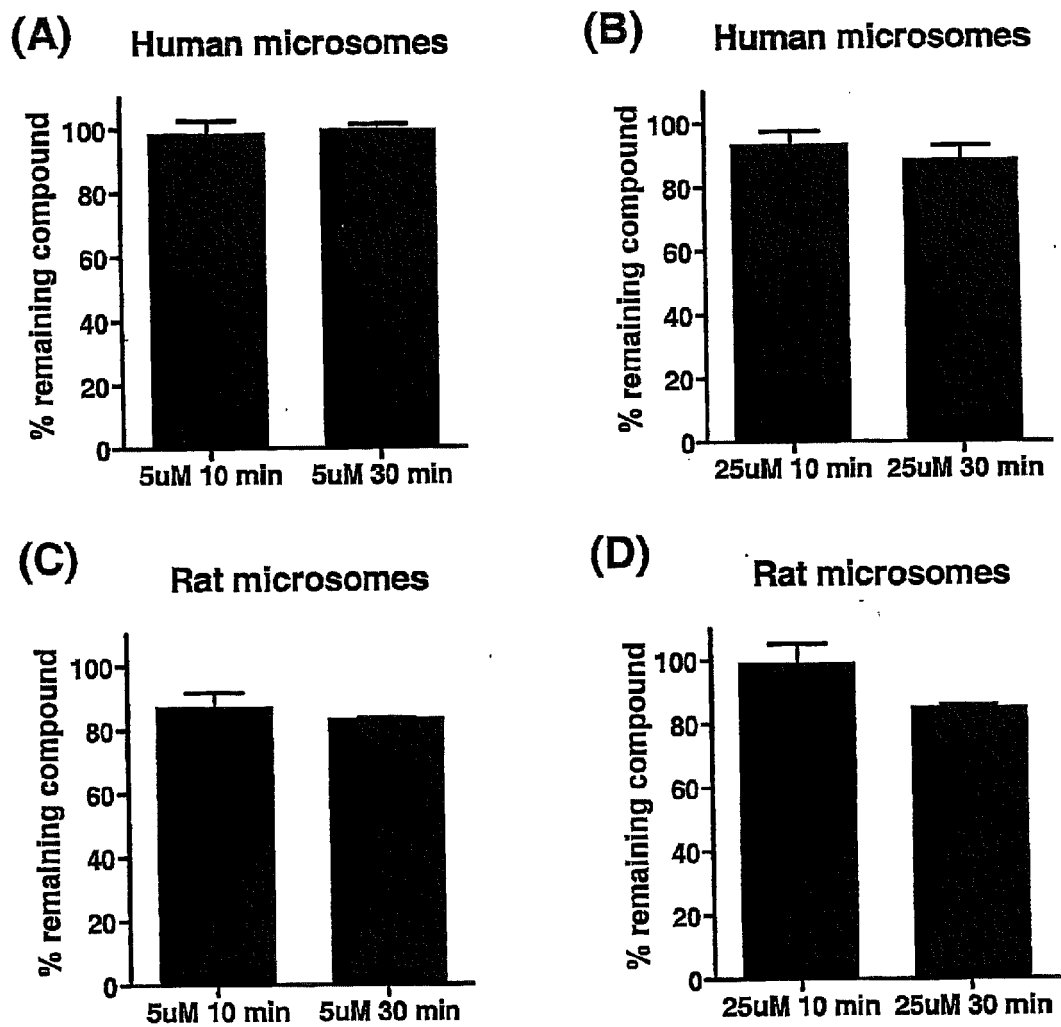 (A) Human microsomes
% remaining compound
100
80
60
40
20
0
5uM 10 min 5uM 30 min
(B) Human microsomes
% remaining compound
100
80
60
40
20
0
25uM 10 min 25uM 30 min
(C) Rat microsomes
% remaining compound
100
80
60
40
20
0
5uM 10 min 5uM 30 min
(D) Rat microsomes
% remaining compound
100
80
60
40
20
0
25uM 10 min 25uM 30 min